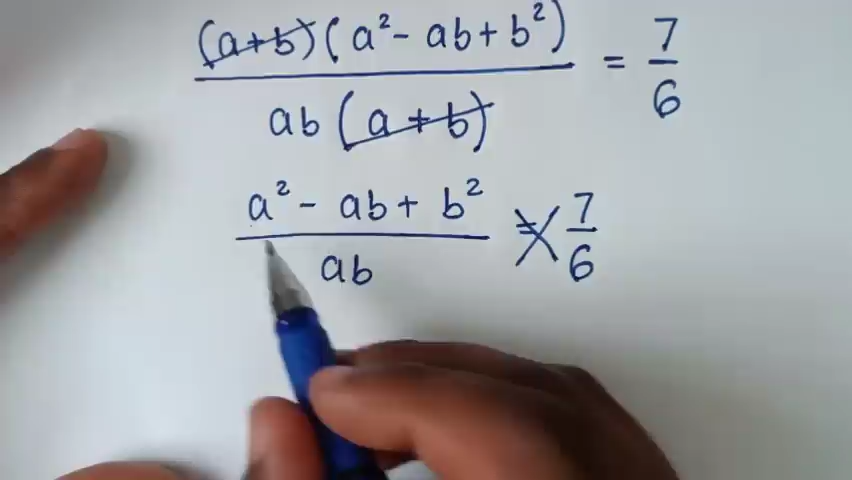 (a+b)(a² - ab + b²) / ab(a+b) = 7/6
a² - ab + b² / ab = 7/6